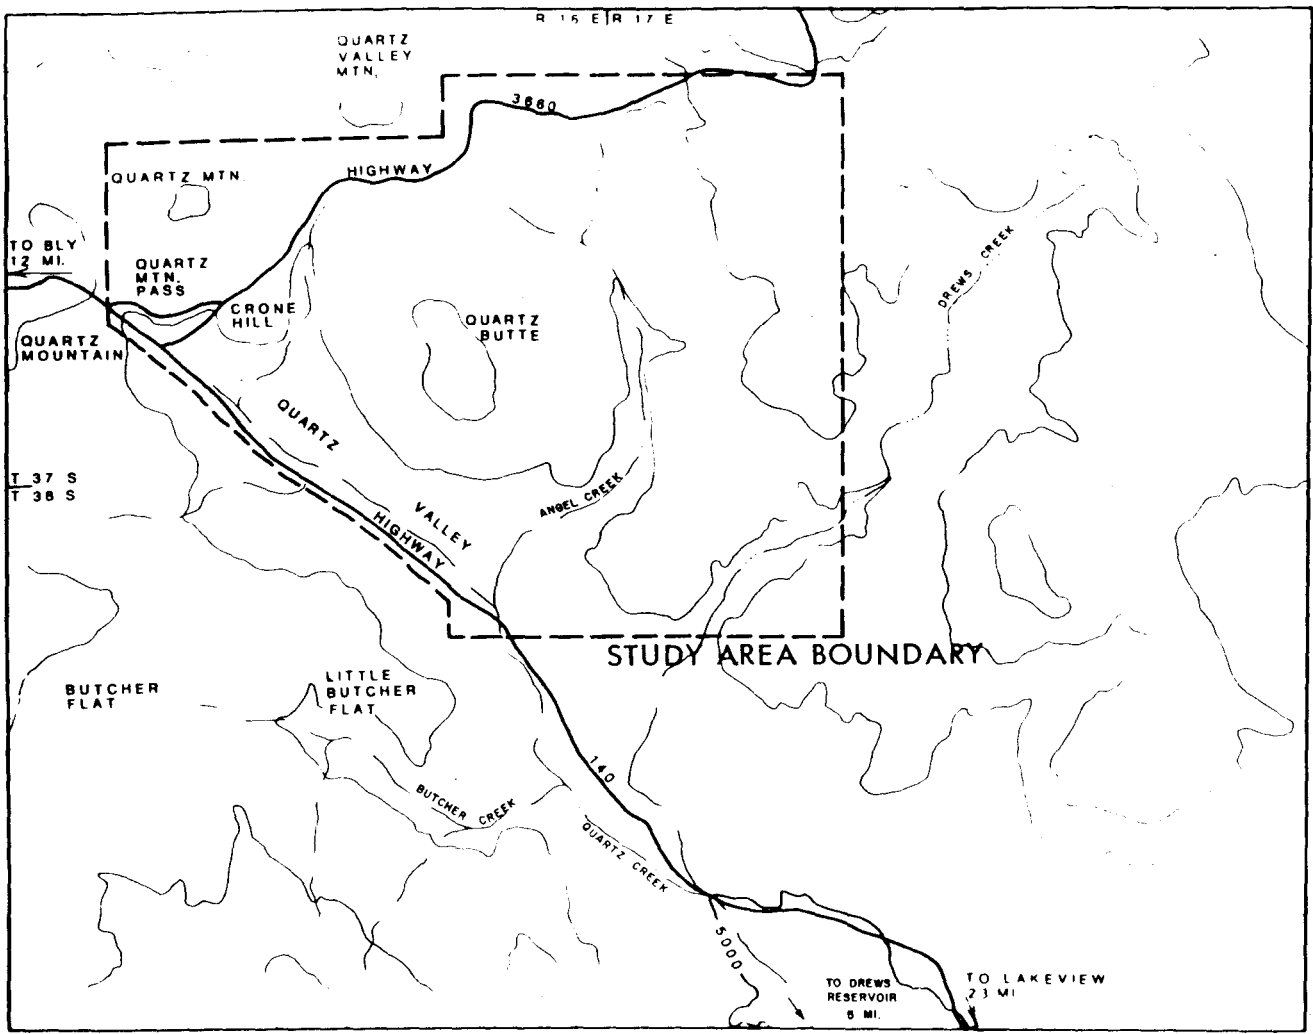 R 16 E R 17 E
QUARTZ
VALLEY
MTN.
3660
HIGHWAY
QUARTZ MTN.
TO BLY
12 MI.
QUARTZ
MTN.
PASS
CRONE
HILL
QUARTZ
BUTTE
DREWS CREEK
QUARTZ
MOUNTAIN
QUARTZ
VALLEY
HIGHWAY
T 37 S
T 38 S
ANGEL CREEK
STUDY AREA BOUNDARY
BUTCHER
FLAT
LITTLE
BUTCHER
FLAT
140
BUTCHER CREEK
QUARTZ CREEK
5000
TO DREWS
RESERVOIR
6 MI.
TO LAKEVIEW
23 MI